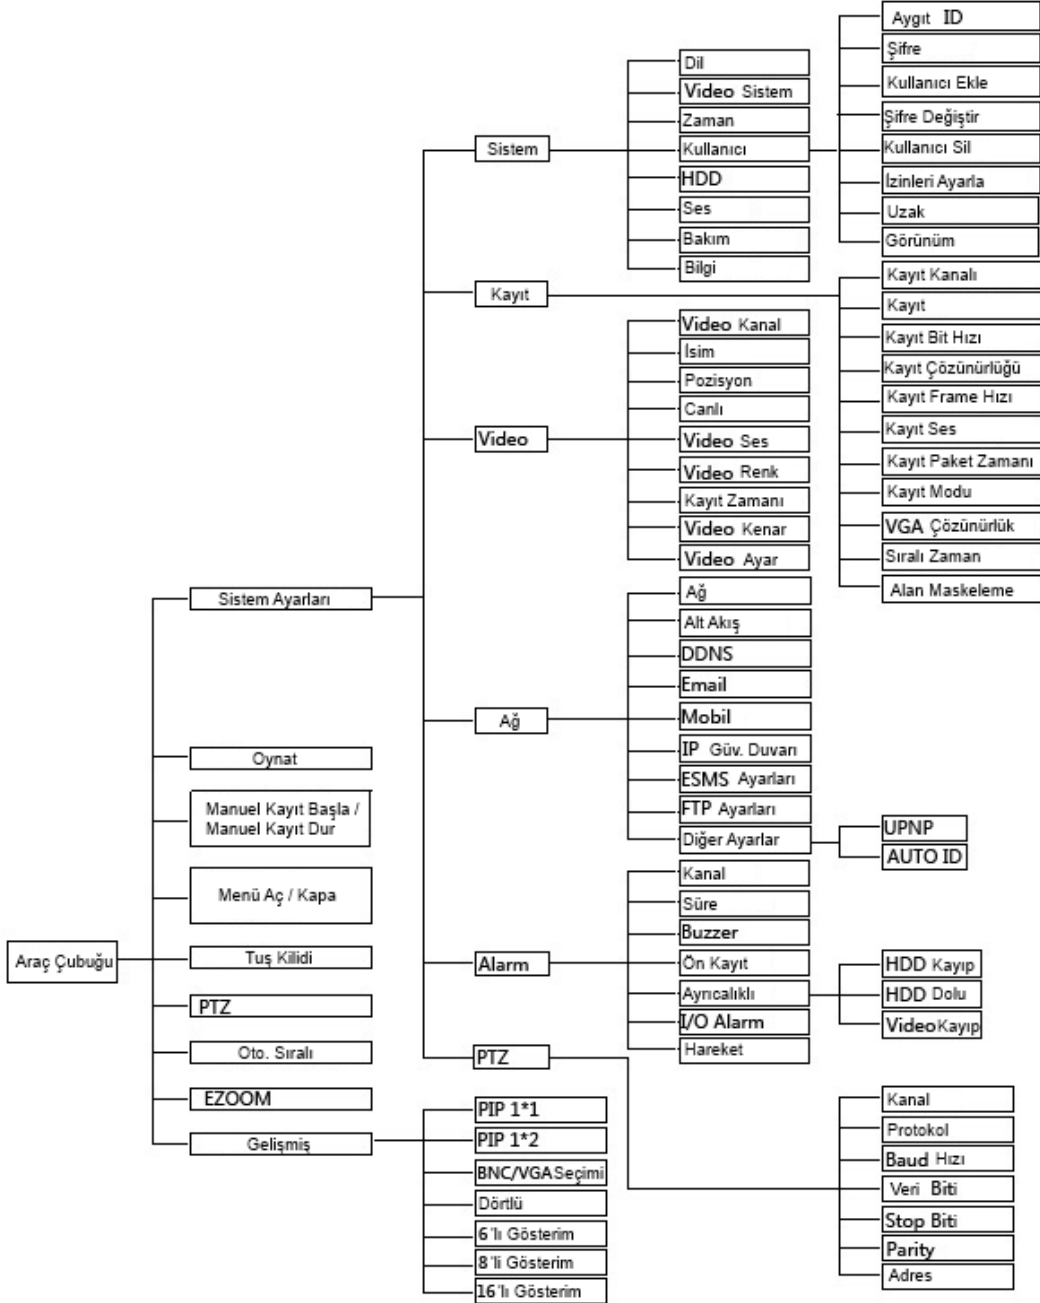 Araç Çubuğu
Sistem Ayarları
Oynat
Manuel Kayıt Başla /
Manuel Kayıt Dur
Menü Aç / Kapa
Tuş Kilidi
PTZ
Oto. Sıralı
EZOOM
Gelişmiş
Sistem
Kayıt
Video
Ağ
Alarm
PTZ
PIP 1*1
PIP 1*2
BNC/VGA Seçimi
Dörtlü
6'lı Gösterim
8'li Gösterim
16'lı Gösterim
Dil
Video Sistem
Zaman
Kullanıcı
HDD
Ses
Bakım
Bilgi
Video Kanal
İsim
Pozisyon
Canlı
Video Ses
Video Renk
Kayıt Zamanı
Video Kenar
Video Ayar
Ağ
Alt Akış
DDNS
Email
Mobil
IP Güv. Duvarı
ESMS Ayarları
FTP Ayarları
Diğer Ayarlar
Kanal
Süre
Buzzer
Ön Kayıt
Ayrıcalıklı
I/O Alarm
Hareket
Aygıt ID
Şifre
Kullanıcı Ekle
Şifre Değiştir
Kullanıcı Sil
İzinleri Ayarla
Uzak
Görünüm
Kayıt Kanalı
Kayıt
Kayıt Bit Hızı
Kayıt Çözünürlüğü
Kayıt Frame Hızı
Kayıt Ses
Kayıt Paket Zamanı
Kayıt Modu
VGA Çözünürlük
Sıralı Zaman
Alan Maskeleme
UPNP
AUTO ID
HDD Kayıp
HDD Dolu
Video Kayıp
Kanal
Protokol
Baud Hızı
Veri Biti
Stop Biti
Parity
Adres